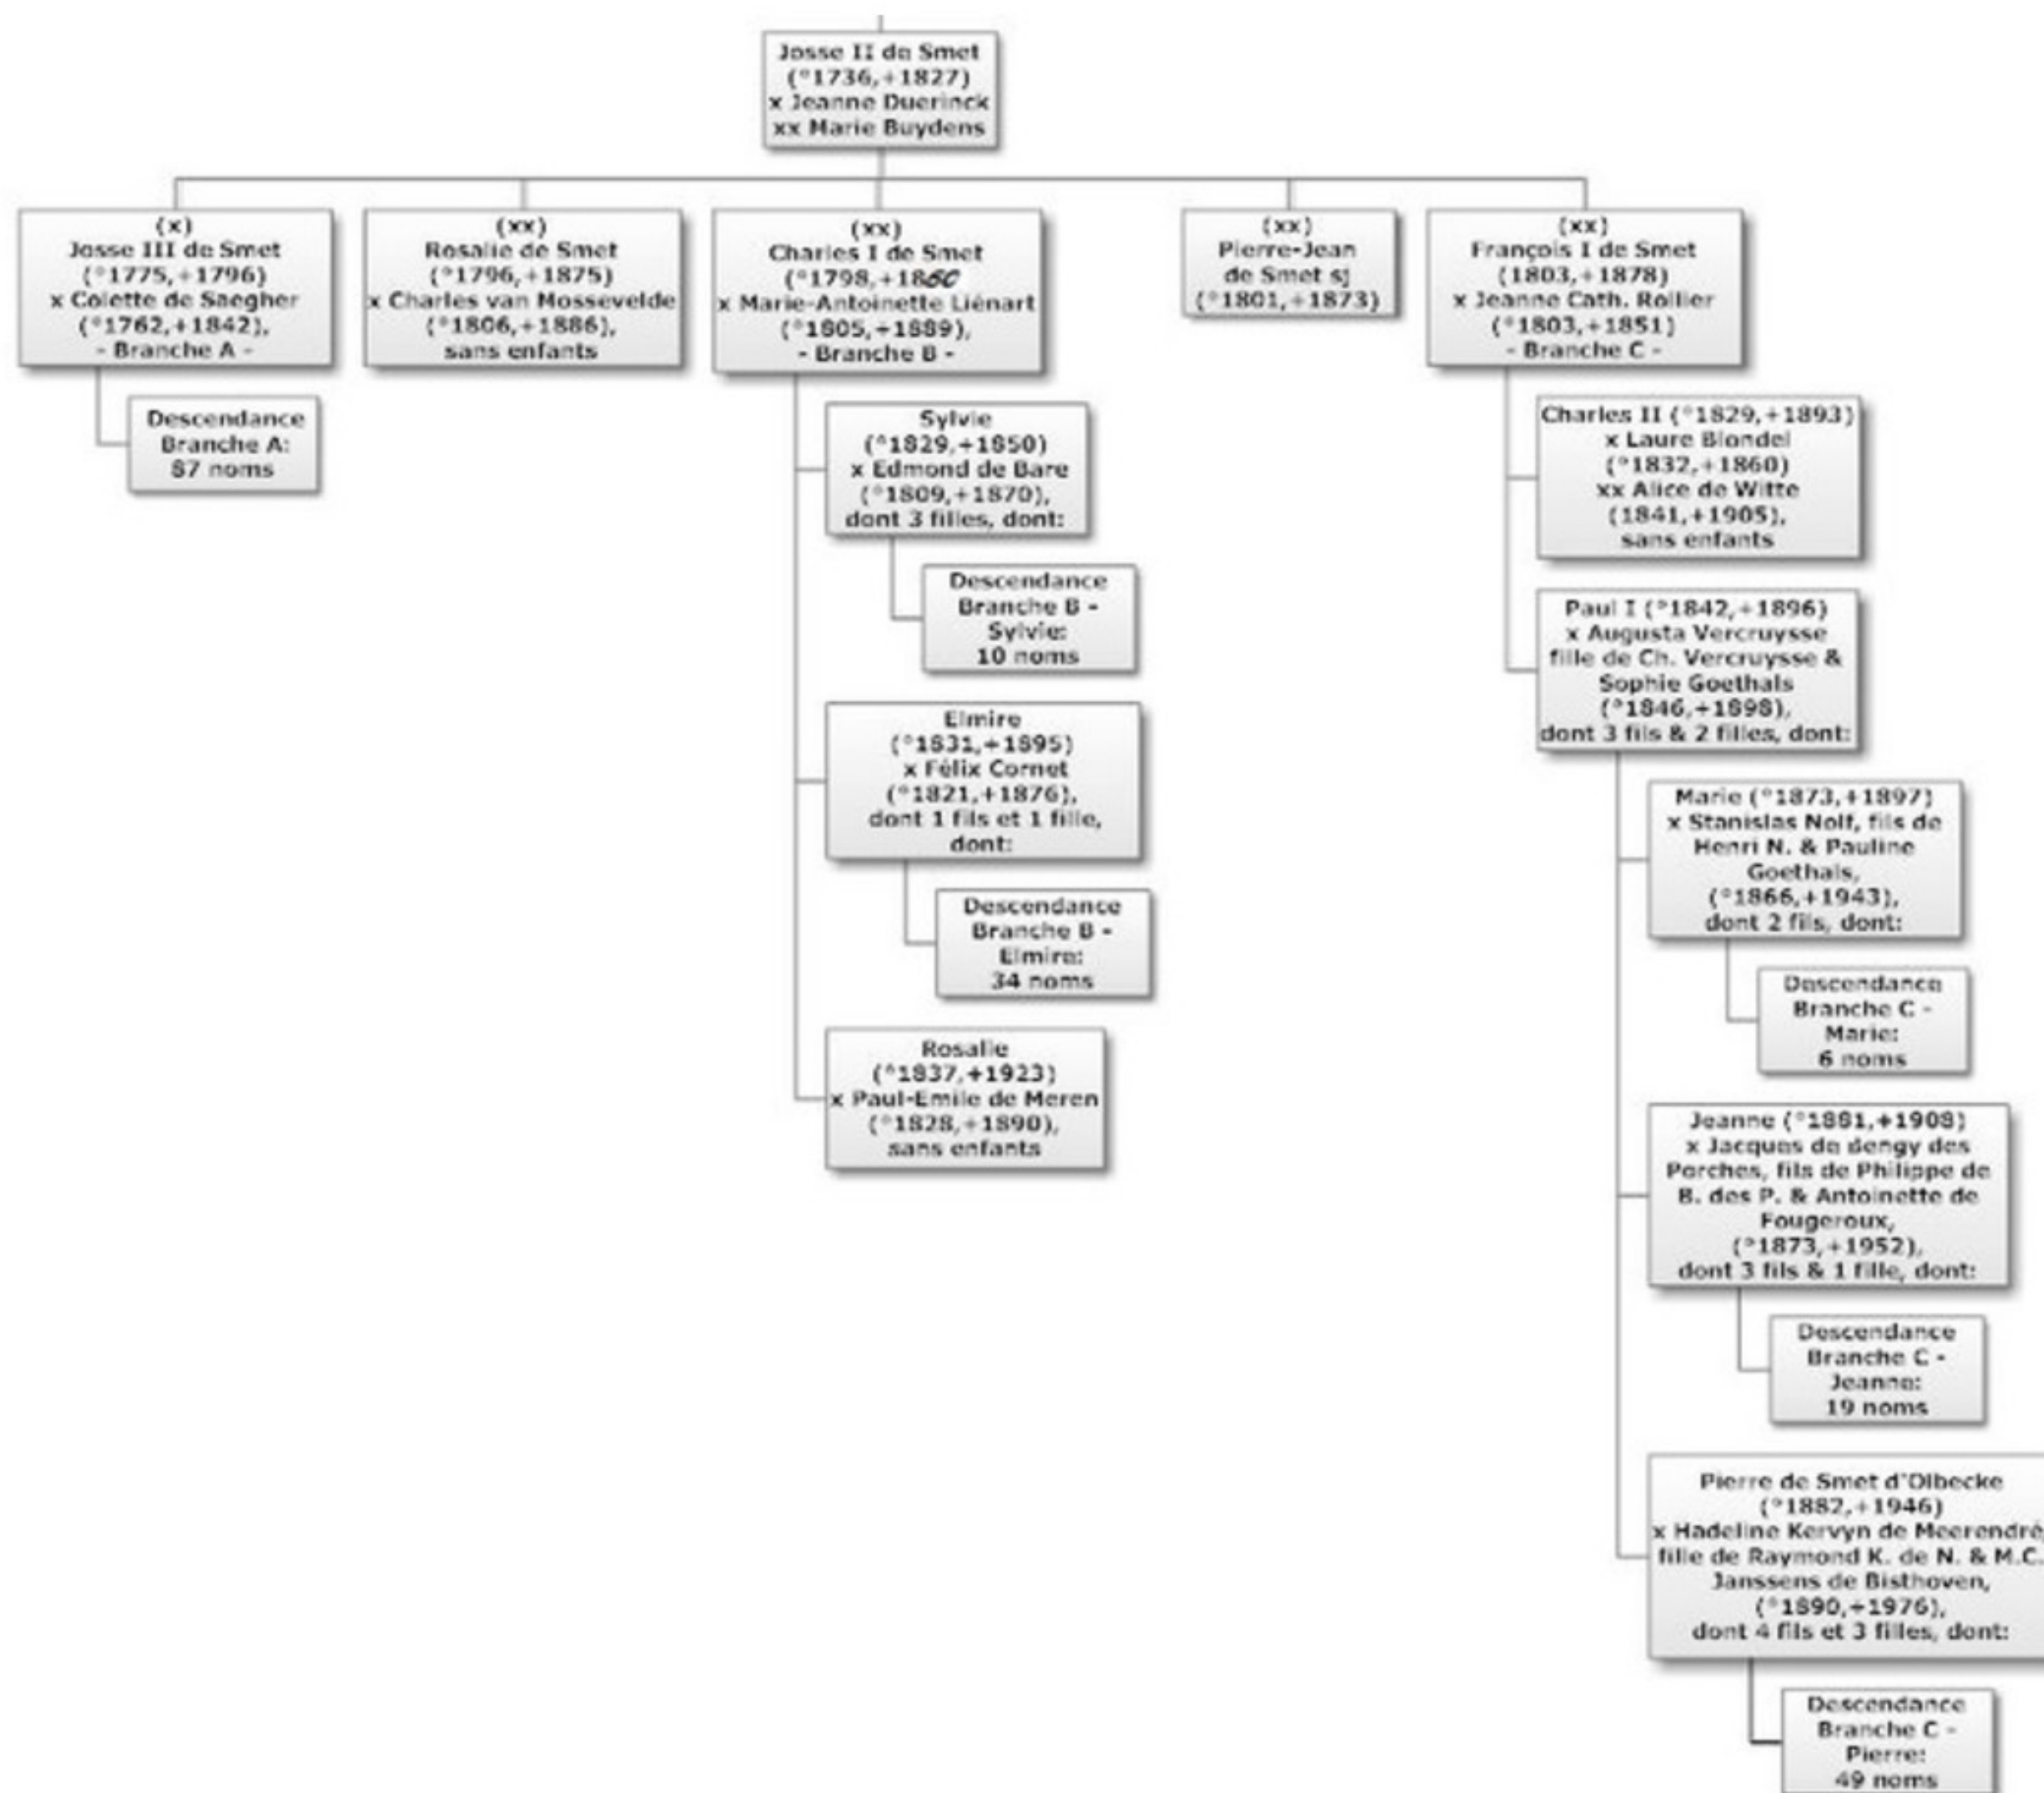 Josse II de Smet
(°1736,+1827)
x Jeanne Duerinck
xx Marie Buydens
(x)
Josse III de Smet
(°1775,+1796)
x Colette de Saegher
(°1762,+1842),
- Branche A -
Descendance
Branche A:
87 noms
(xx)
Rosalie de Smet
(°1796,+1875)
x Charles van Mossevelde
(°1806,+1886),
sans enfants
(xx)
Charles I de Smet
(°1798,+1860
x Marie-Antoinette Liénart
(°1805,+1889),
- Branche B -
Sylvie
(°1829,+1850)
x Edmond de Bare
(°1809,+1870),
dont 3 filles, dont:
Descendance
Branche B -
Sylvie:
10 noms
Elmire
(°1831,+1895)
x Félix Cornet
(°1821,+1876),
dont 1 fils et 1 fille,
dont:
Descendance
Branche B -
Elmire:
34 noms
Rosalie
(°1837,+1923)
x Paul-Emile de Meren
(°1828,+1890),
sans enfants
(xx)
Pierre-Jean
de Smet sj
(°1801,+1873)
(xx)
François I de Smet
(1803,+1878)
x Jeanne Cath. Rollier
(°1803,+1851)
- Branche C -
Charles II (°1829,+1893)
x Laure Blondel
(°1832,+1860)
xx Alice de Witte
(1841,+1905),
sans enfants
Paul I (°1842,+1896)
x Augusta Vercruysse
fille de Ch. Vercruysse &
Sophie Goethals
(°1846,+1898),
dont 3 fils & 2 filles, dont:
Marie (°1873,+1897)
x Stanislas Nolf, fils de
Henri N. & Pauline
Goethals,
(°1866,+1943),
dont 2 fils, dont:
Descendance
Branche C -
Marie:
6 noms
Jeanne (°1881,+1908)
x Jacques de Bengy des
Porches, fils de Philippe de
B. des P. & Antoinette de
Fougeroux,
(°1873,+1952),
dont 3 fils & 1 fille, dont:
Descendance
Branche C -
Jeanne:
19 noms
Pierre de Smet d'Olbecke
(°1882,+1946)
x Hadeline Kervyn de Meerendré,
fille de Raymond K. de N. & M.C.
Janssens de Bisthoven,
(°1890,+1976),
dont 4 fils et 3 filles, dont:
Descendance
Branche C -
Pierre:
49 noms